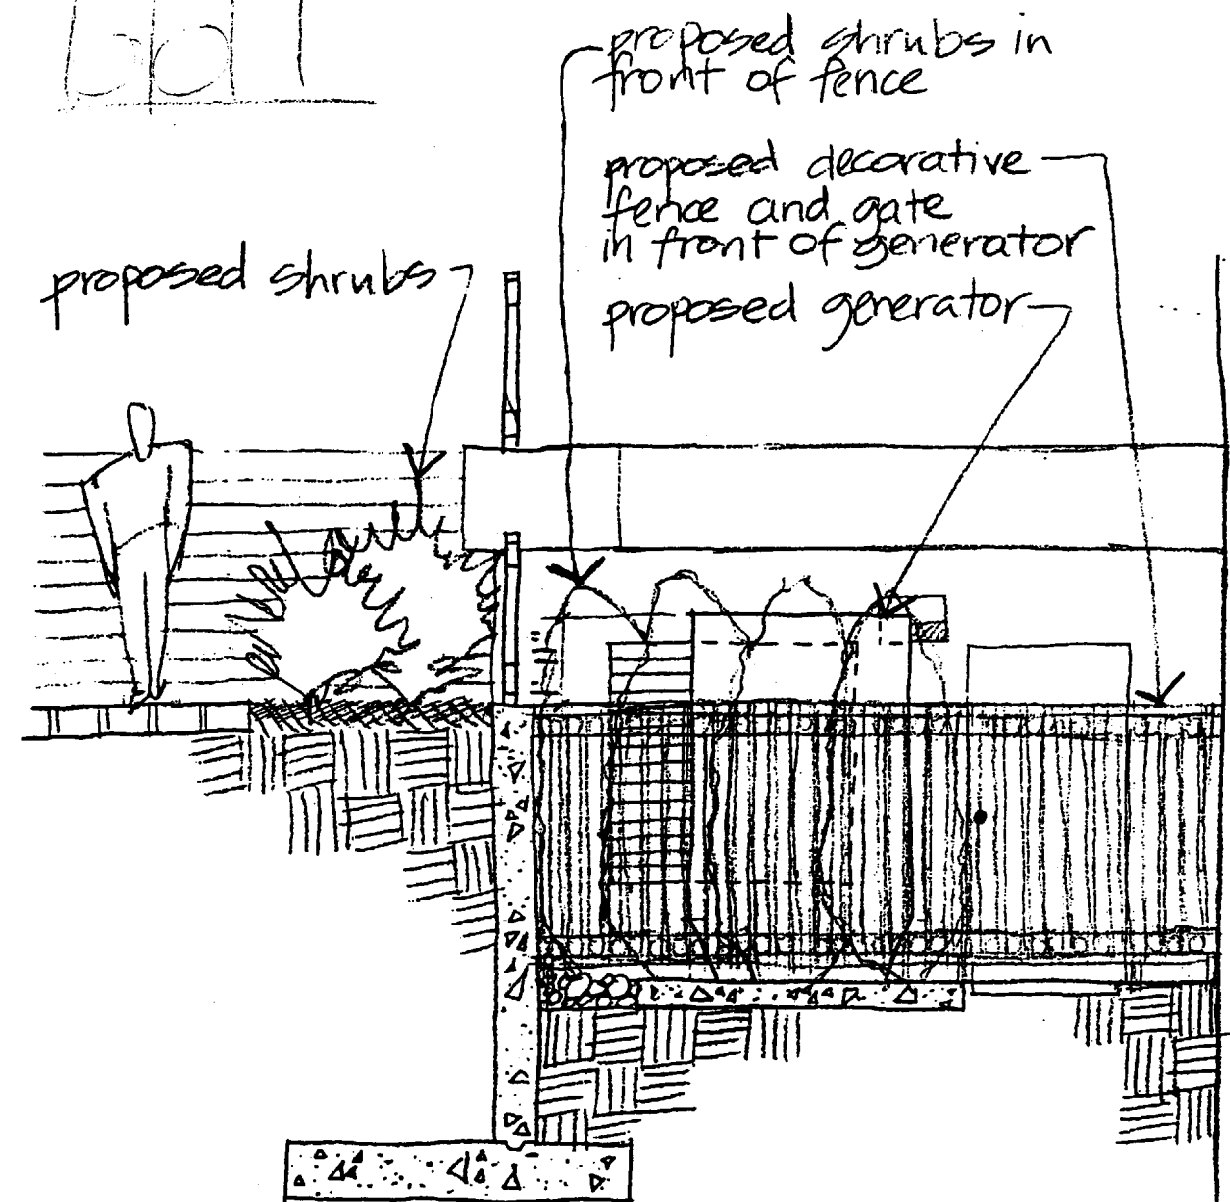 proposed shrubs in
front of fence
proposed decorative
fence and gate
in front of generator
proposed shrubs
proposed generator